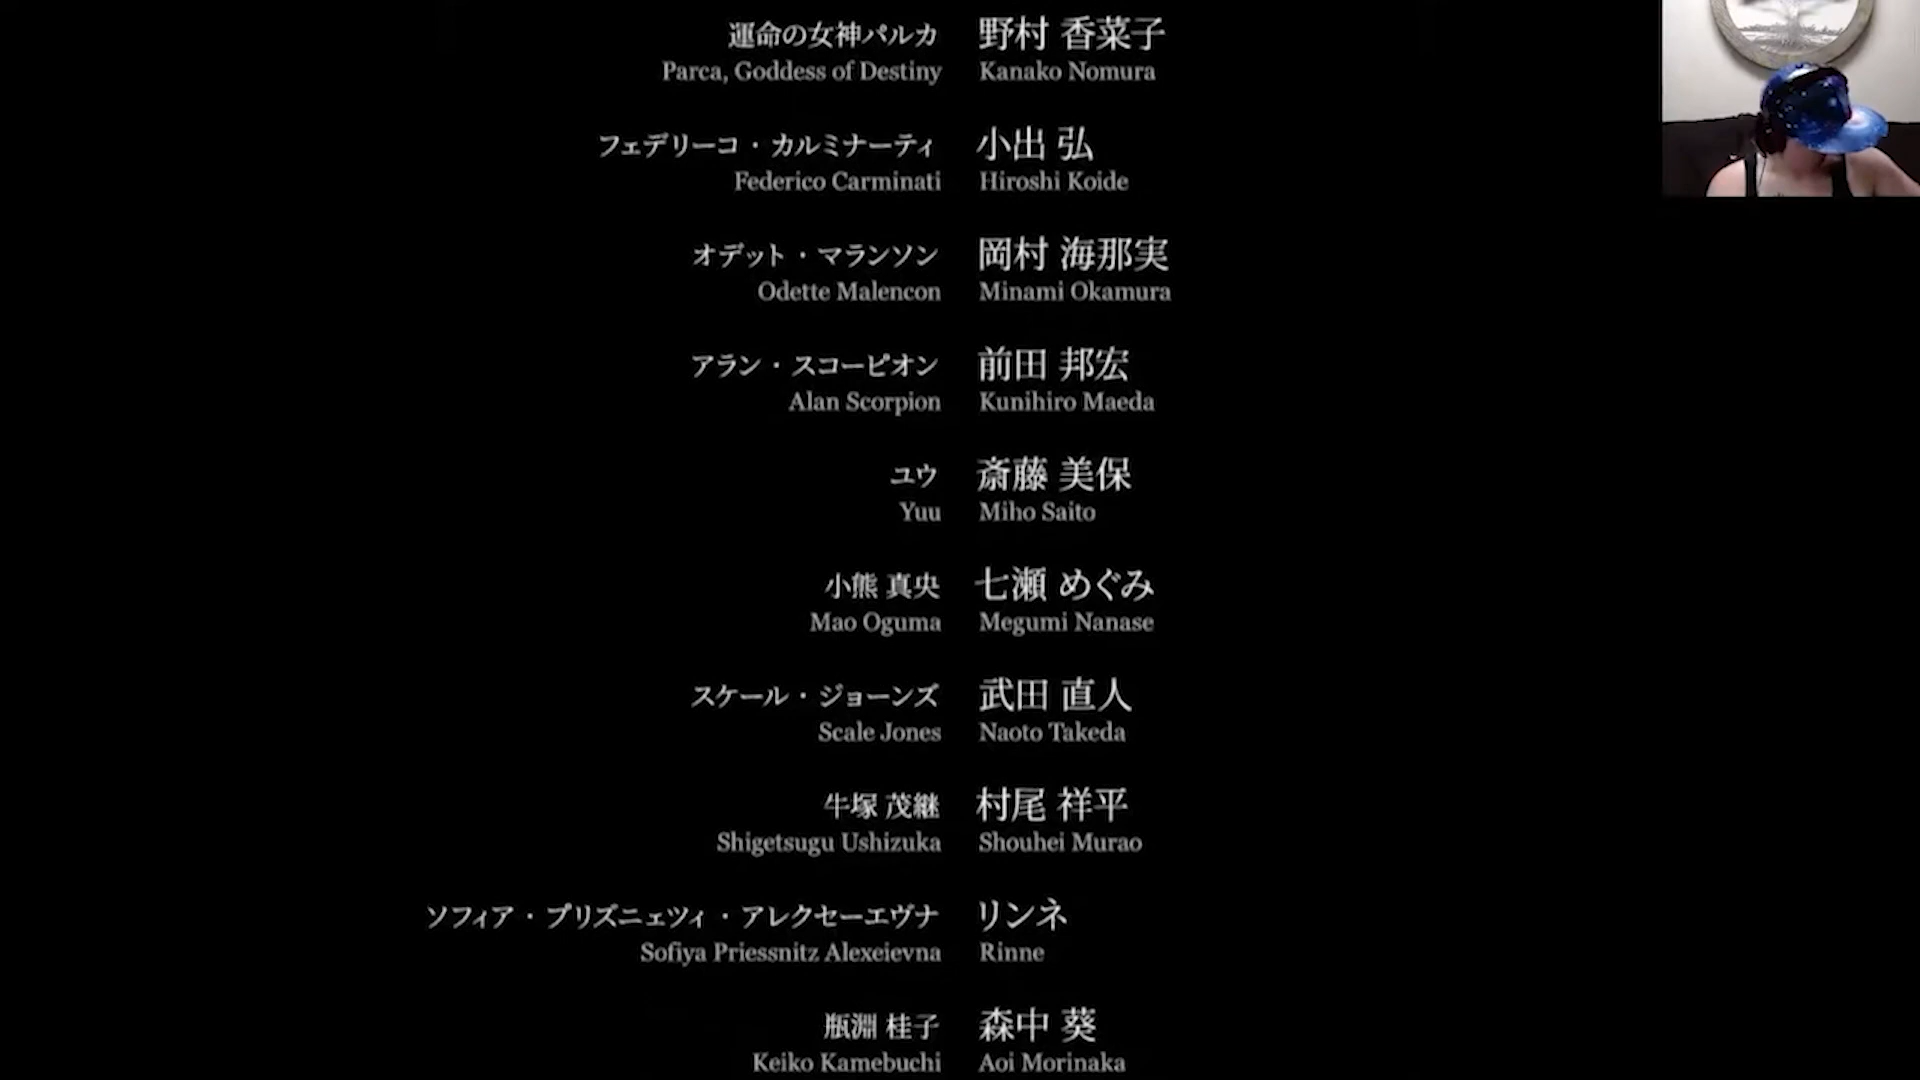 運命の女神パルカ 野村 香菜子
Parca, Goddess of Destiny Kanako Nomura
フェデリーコ・カルミナーティ 小出 弘
Federico Carminati Hiroshi Koide
オデット・マランソン 岡村 海那実
Odette Malencon Minami Okamura
アラン・スコーピオン 前田 邦宏
Alan Scorpion Kunihiro Maeda
ユウ 斎藤 美保
Yuu Miho Saito
小熊 真央 七瀬 めぐみ
Mao Oguma Megumi Nanase
スケール・ジョーンズ 武田 直人
Scale Jones Naoto Takeda
牛塚 茂継 村尾 祥平
Shigetsugu Ushizuka Shouhei Murao
ソフィア・プリズニェツィ・アレクセーエヴナ リンネ
Sofiya Priessnitz Alexeievna Rinne
瓶淵 桂子 森中 葵
Keiko Kamebuchi Aoi Morinaka